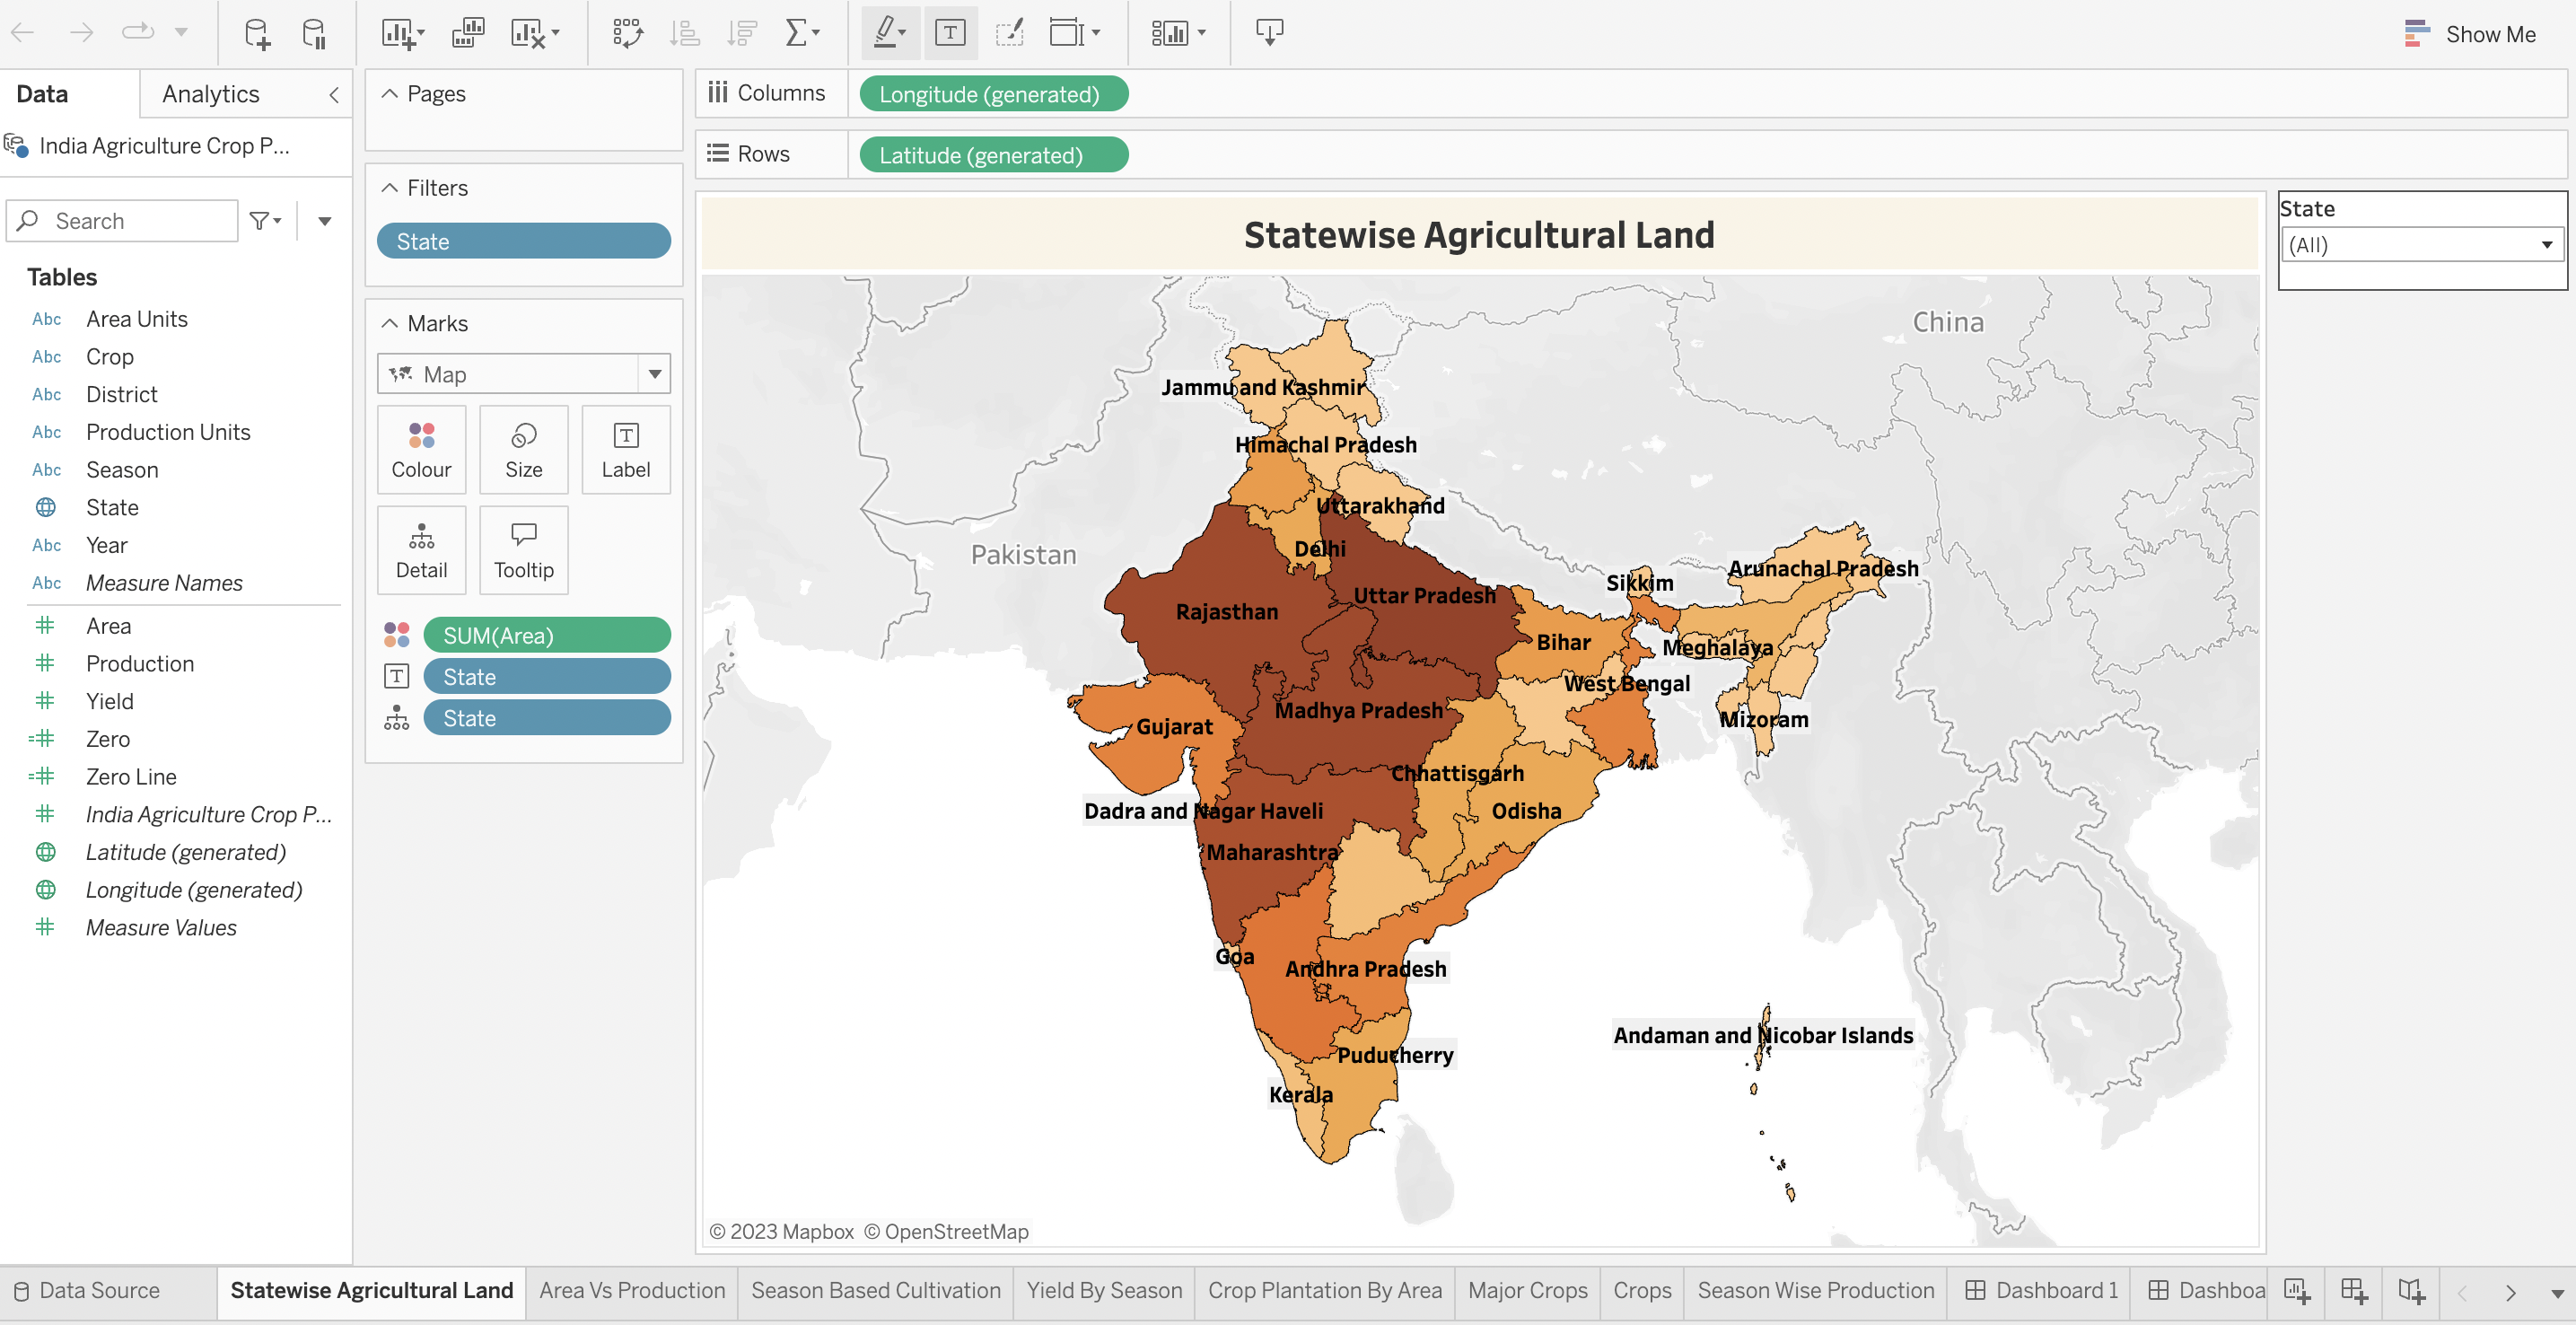 Show Me
Data
Analytics
India Agriculture Crop P...
Search
Tables
Abc Area Units
Abc Crop
Abc District
Abc Production Units
Abc Season
State
Abc Year
Abc Measure Names
# Area
# Production
# Yield
=# Zero
=# Zero Line
# India Agriculture Crop P...
Latitude (generated)
Longitude (generated)
# Measure Values
Pages
Filters
State
Marks
Map
Colour Size Label
Detail Tooltip
SUM(Area)
State
State
Columns Longitude (generated)
Rows Latitude (generated)
Statewise Agricultural Land
China
Jammu and Kashmir
Himachal Pradesh
Uttarakhand
Pakistan
Delhi
Arunachal Pradesh
Sikkim
Uttar Pradesh
Rajasthan
Bihar
Meghalaya
West Bengal
Madhya Pradesh
Mizoram
Gujarat
Chhattisgarh
Dadra and Nagar Haveli
Odisha
Maharashtra
Goa
Andhra Pradesh
Andaman and Nicobar Islands
Puducherry
Kerala
© 2023 Mapbox © OpenStreetMap
State
(All)
Data Source
Statewise Agricultural Land
Area Vs Production
Season Based Cultivation
Yield By Season
Crop Plantation By Area
Major Crops
Crops
Season Wise Production
Dashboard 1
Dashboa